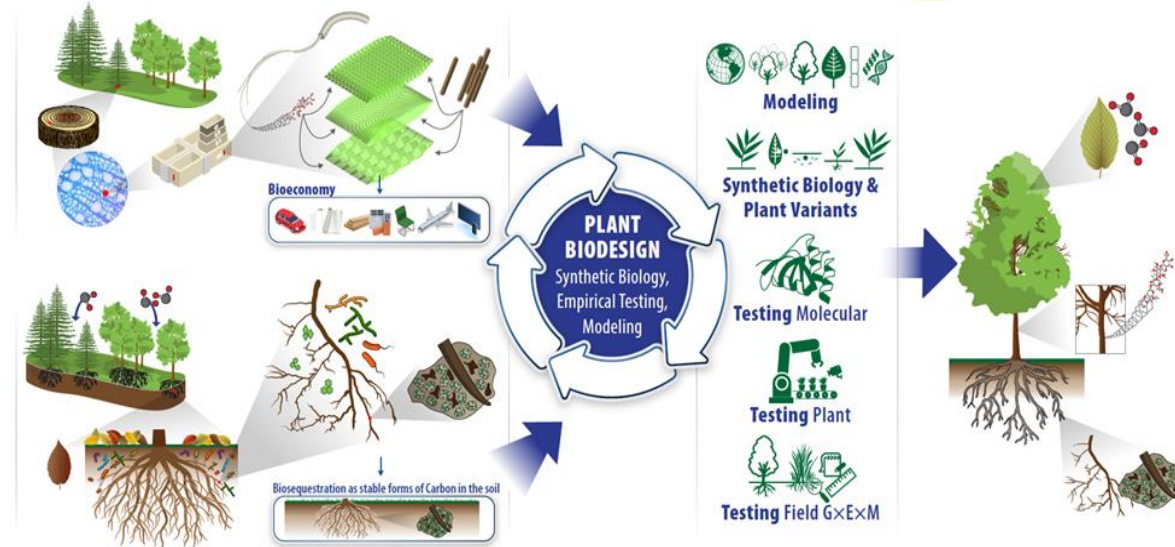 Bioeconomy
Biosequestration as stable forms of Carbon in the soil
PLANT
BIODESIGN
Synthetic Biology,
Empirical Testing,
Modeling
Modeling
Synthetic Biology &
Plant Variants
Testing Molecular
Testing Plant
Testing Field G×E×M